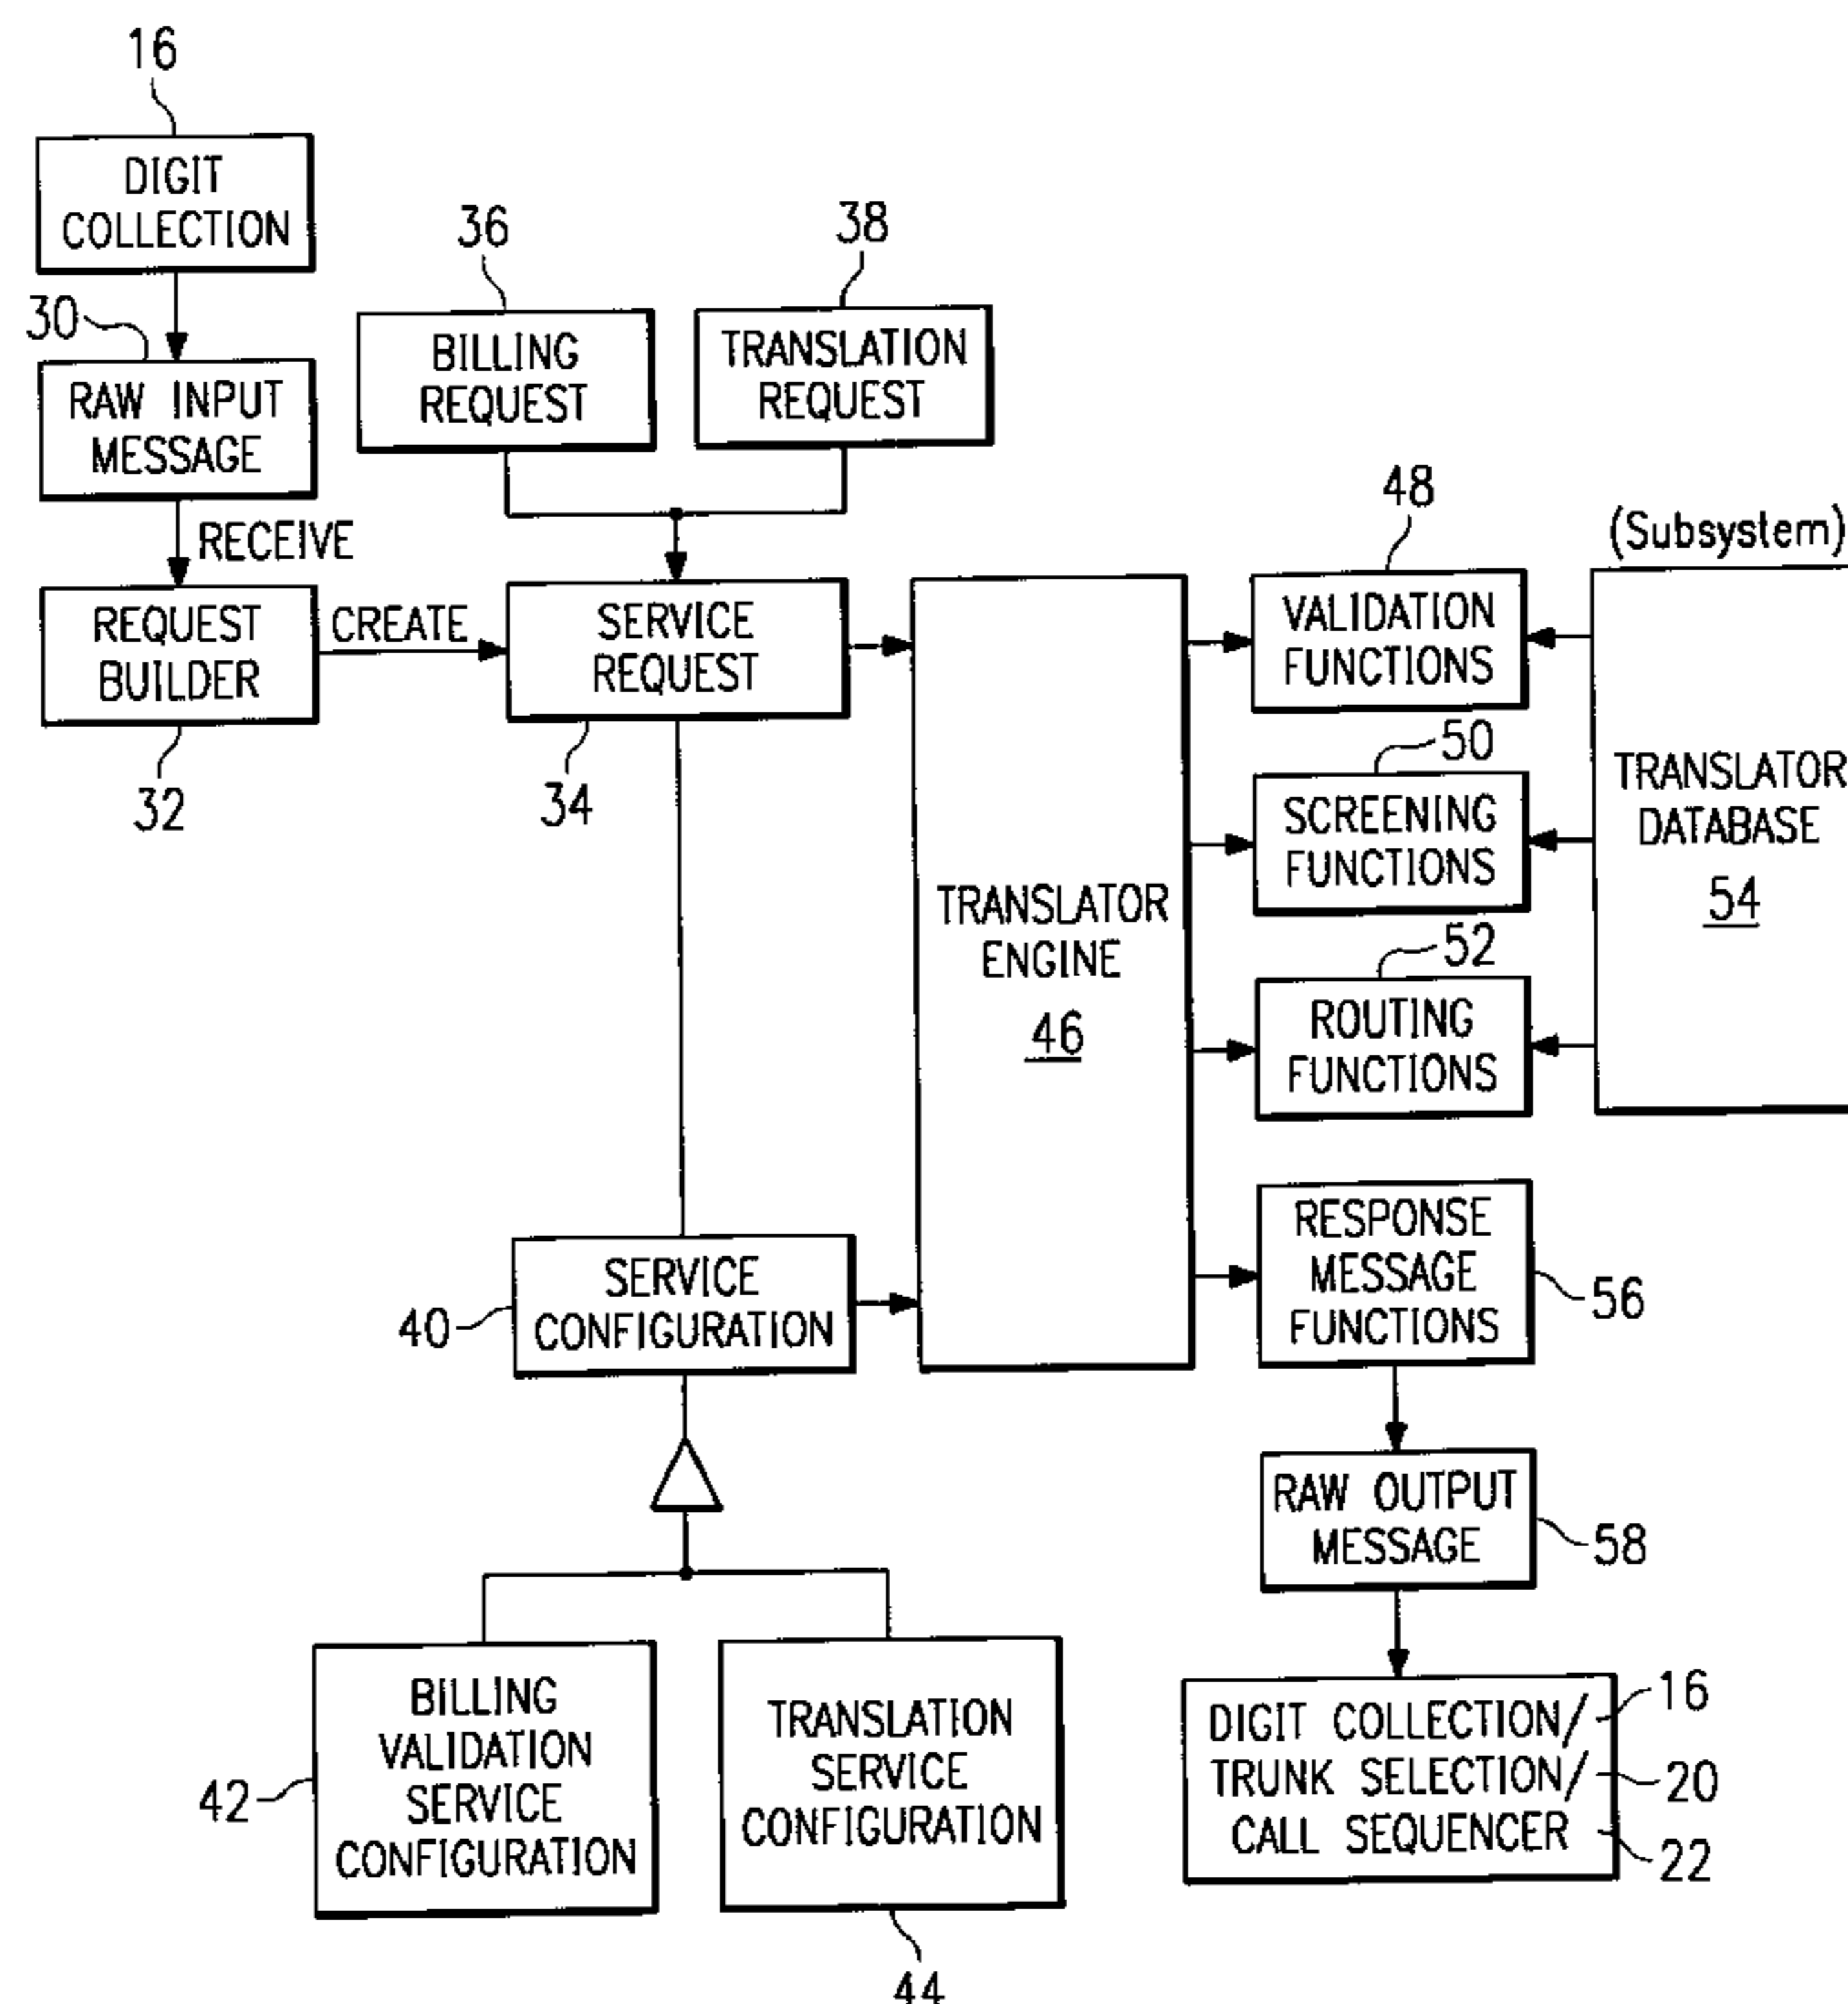 16
DIGIT
COLLECTION
36
38
30
RAW INPUT
MESSAGE
BILLING
REQUEST
TRANSLATION
REQUEST
RECEIVE
48
(Subsystem)
REQUEST
BUILDER
CREATE
SERVICE
REQUEST
VALIDATION
FUNCTIONS
32
34
50
SCREENING
FUNCTIONS
TRANSLATOR
DATABASE
54
TRANSLATOR
ENGINE
46
52
ROUTING
FUNCTIONS
RESPONSE
MESSAGE
FUNCTIONS
56
40
SERVICE
CONFIGURATION
RAW OUTPUT
MESSAGE
58
42
BILLING
VALIDATION
SERVICE
CONFIGURATION
TRANSLATION
SERVICE
CONFIGURATION
44
DIGIT COLLECTION/ 16
TRUNK SELECTION/ 20
CALL SEQUENCER 22